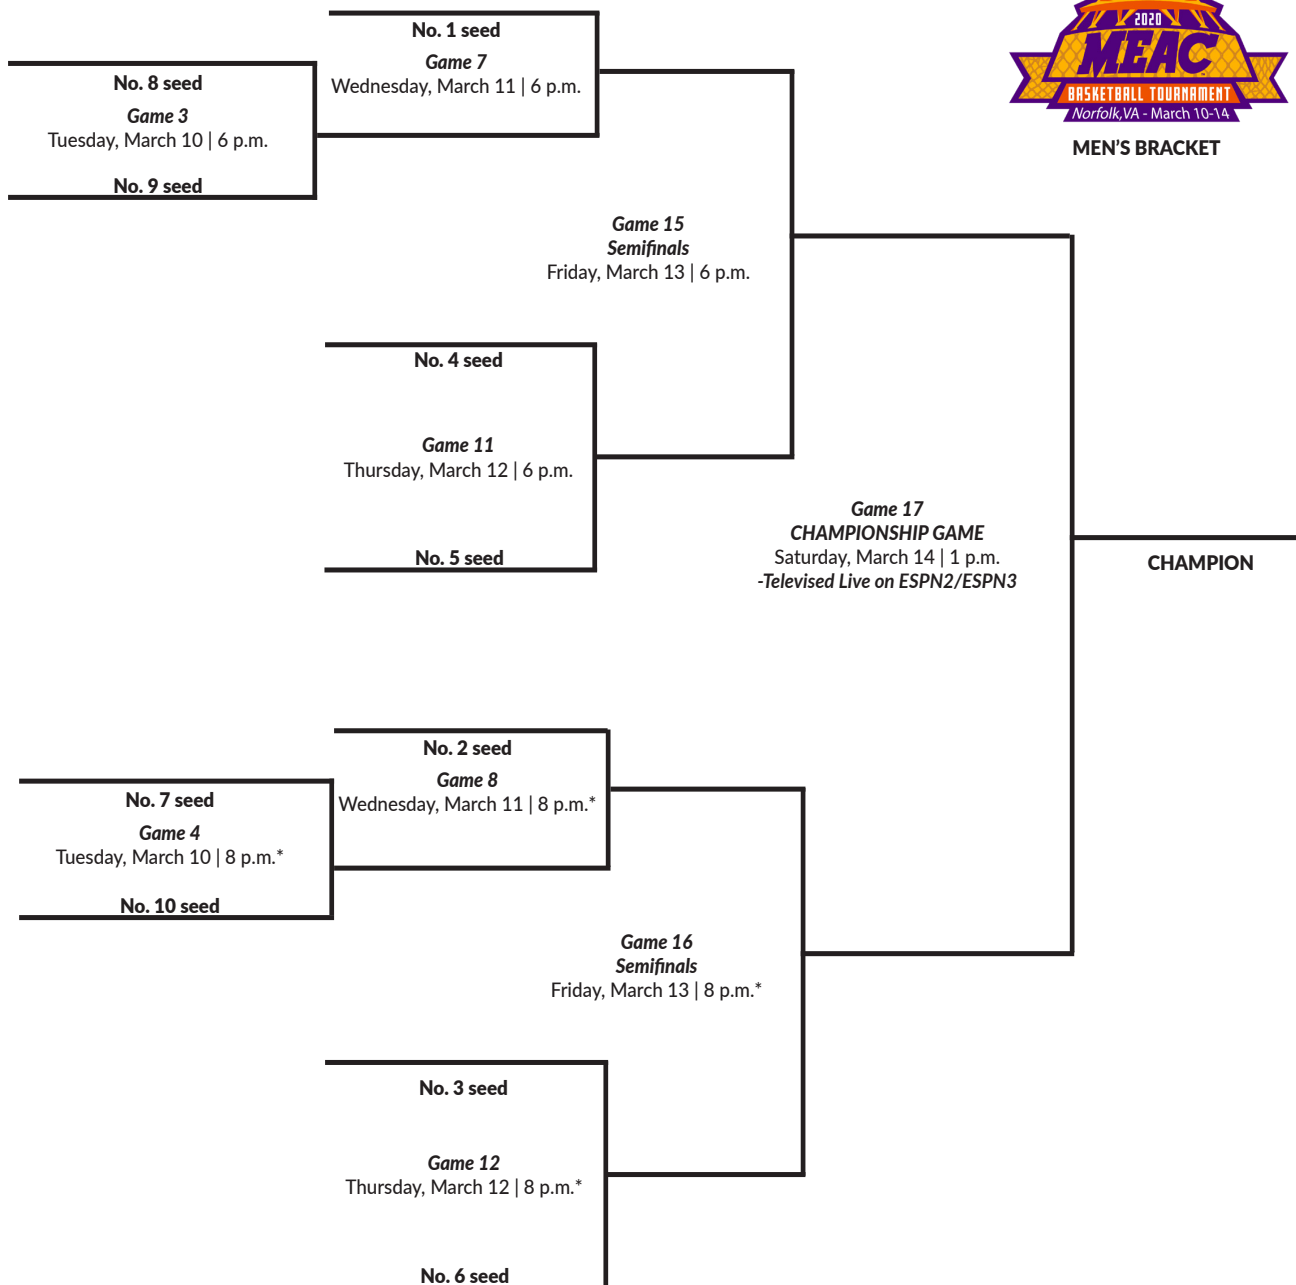 2020
MEAC
BASKETBALL TOURNAMENT
Norfolk,VA - March 10-14
MEN'S BRACKET
No. 1 seed
Game 7
Wednesday, March 11 | 6 p.m.
No. 8 seed
Game 3
Tuesday, March 10 | 6 p.m.
No. 9 seed
Game 15
Semifinals
Friday, March 13 | 6 p.m.
No. 4 seed
Game 11
Thursday, March 12 | 6 p.m.
No. 5 seed
Game 17
CHAMPIONSHIP GAME
Saturday, March 14 | 1 p.m.
-Televised Live on ESPN2/ESPN3
CHAMPION
No. 2 seed
Game 8
Wednesday, March 11 | 8 p.m.*
No. 7 seed
Game 4
Tuesday, March 10 | 8 p.m.*
No. 10 seed
Game 16
Semifinals
Friday, March 13 | 8 p.m.*
No. 3 seed
Game 12
Thursday, March 12 | 8 p.m.*
No. 6 seed